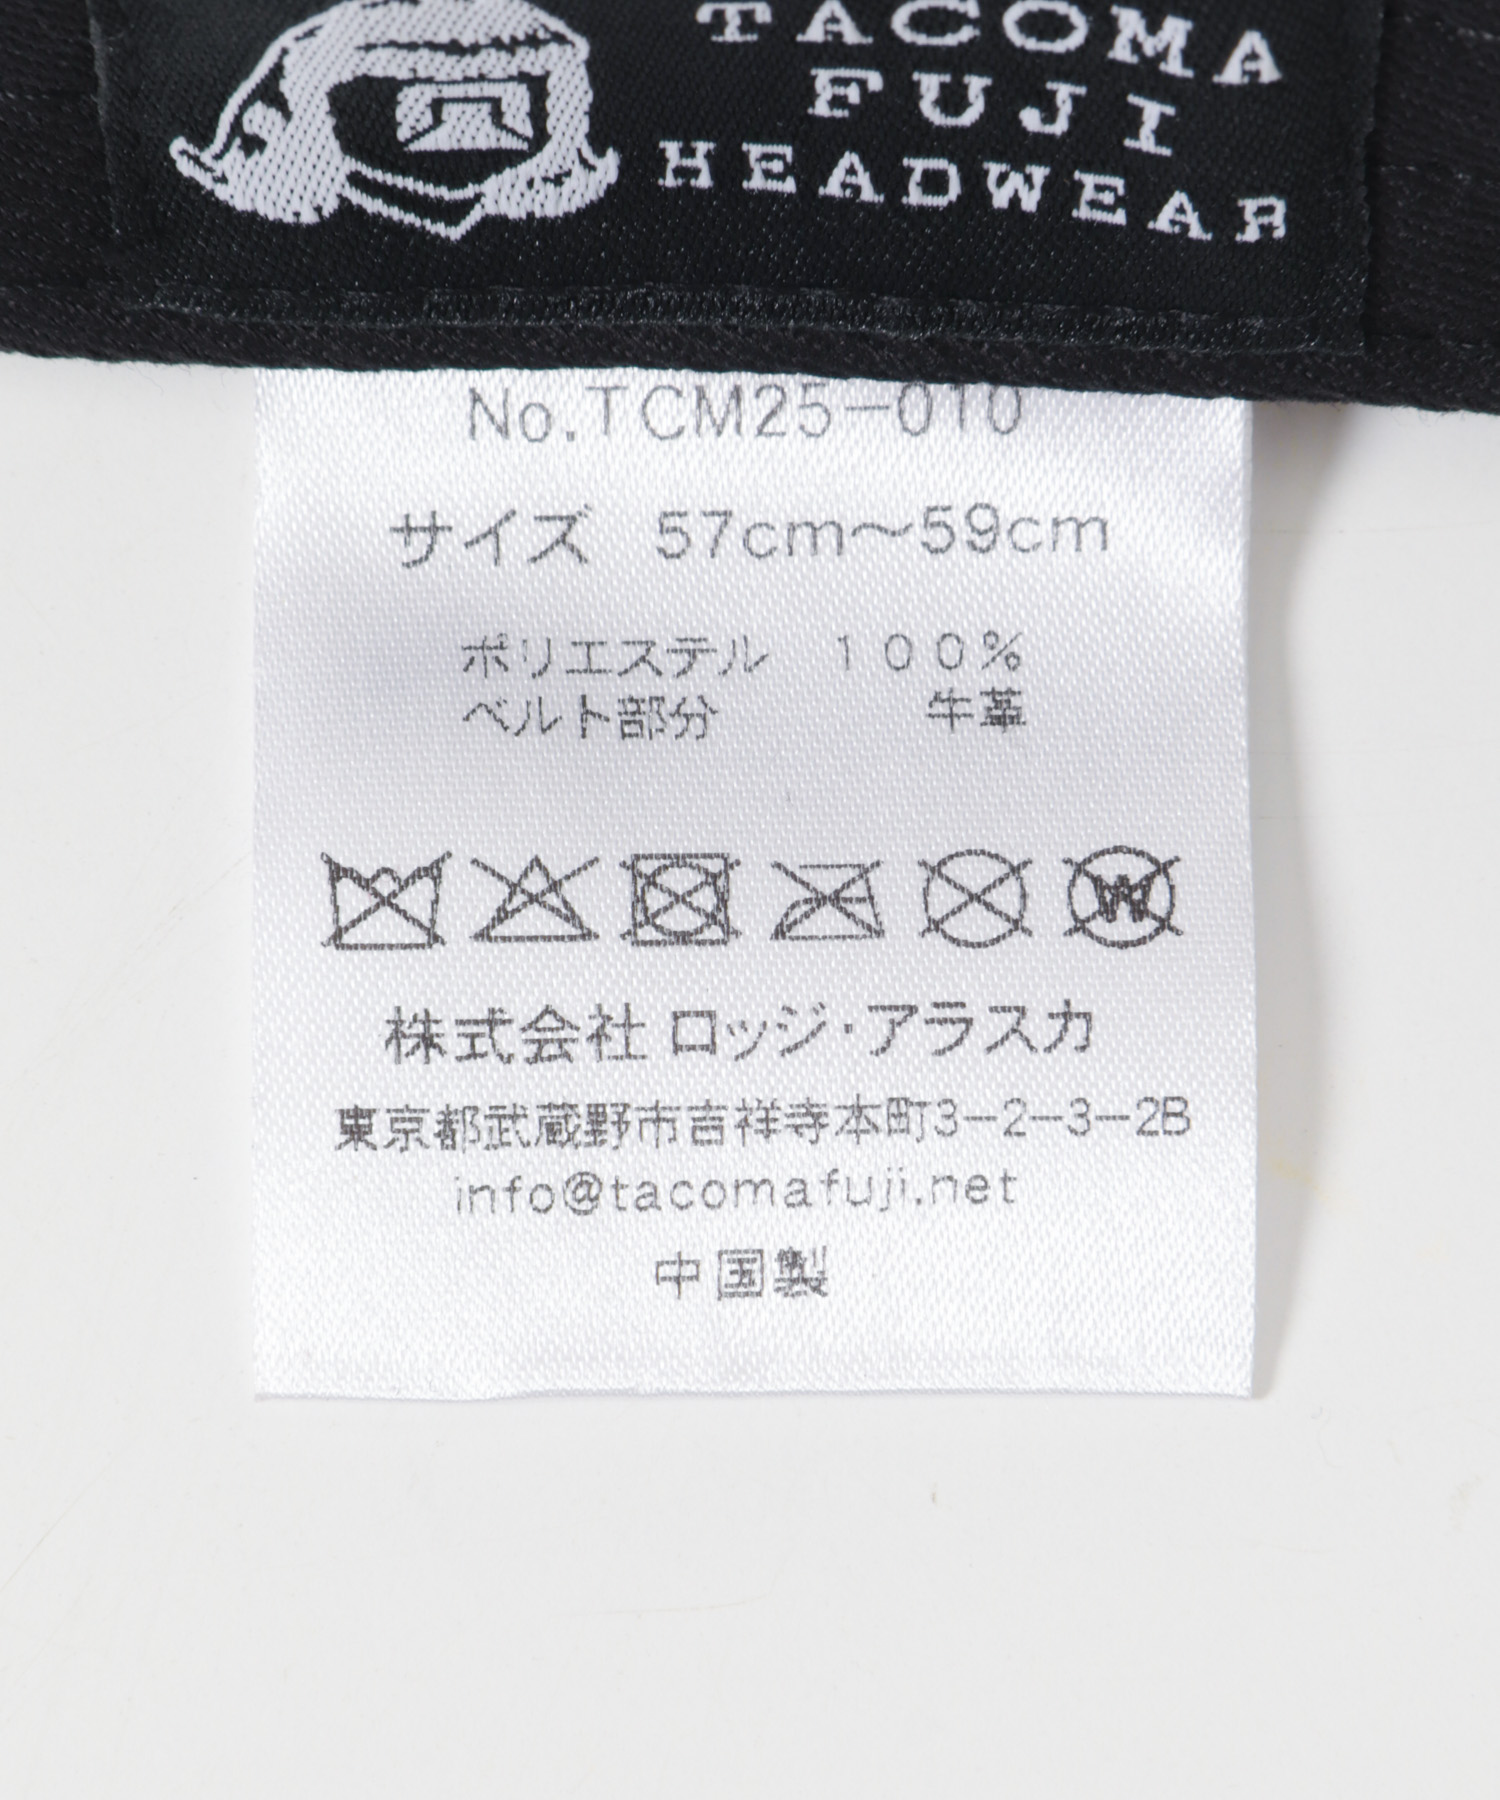 TACOMA
FUJI
HEADWEAR
No.TCM25-010
サイズ 57cm〜59cm
ポリエステル 100%
ベルト部分 牛革
株式会社 ロッジ・アラスカ
東京都武蔵野市吉祥寺本町3-2-3-2B
info@tacomafuji.net
中国製